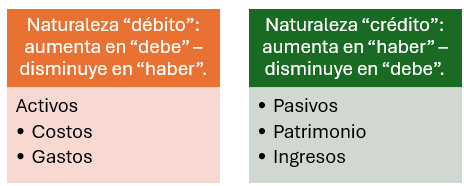 Naturaleza “débito”:
aumenta en “debe” –
disminuye en “haber”.
Activos
• Costos
• Gastos
Naturaleza “crédito”:
aumenta en “haber” –
disminuye en “debe”.
• Pasivos
• Patrimonio
• Ingresos